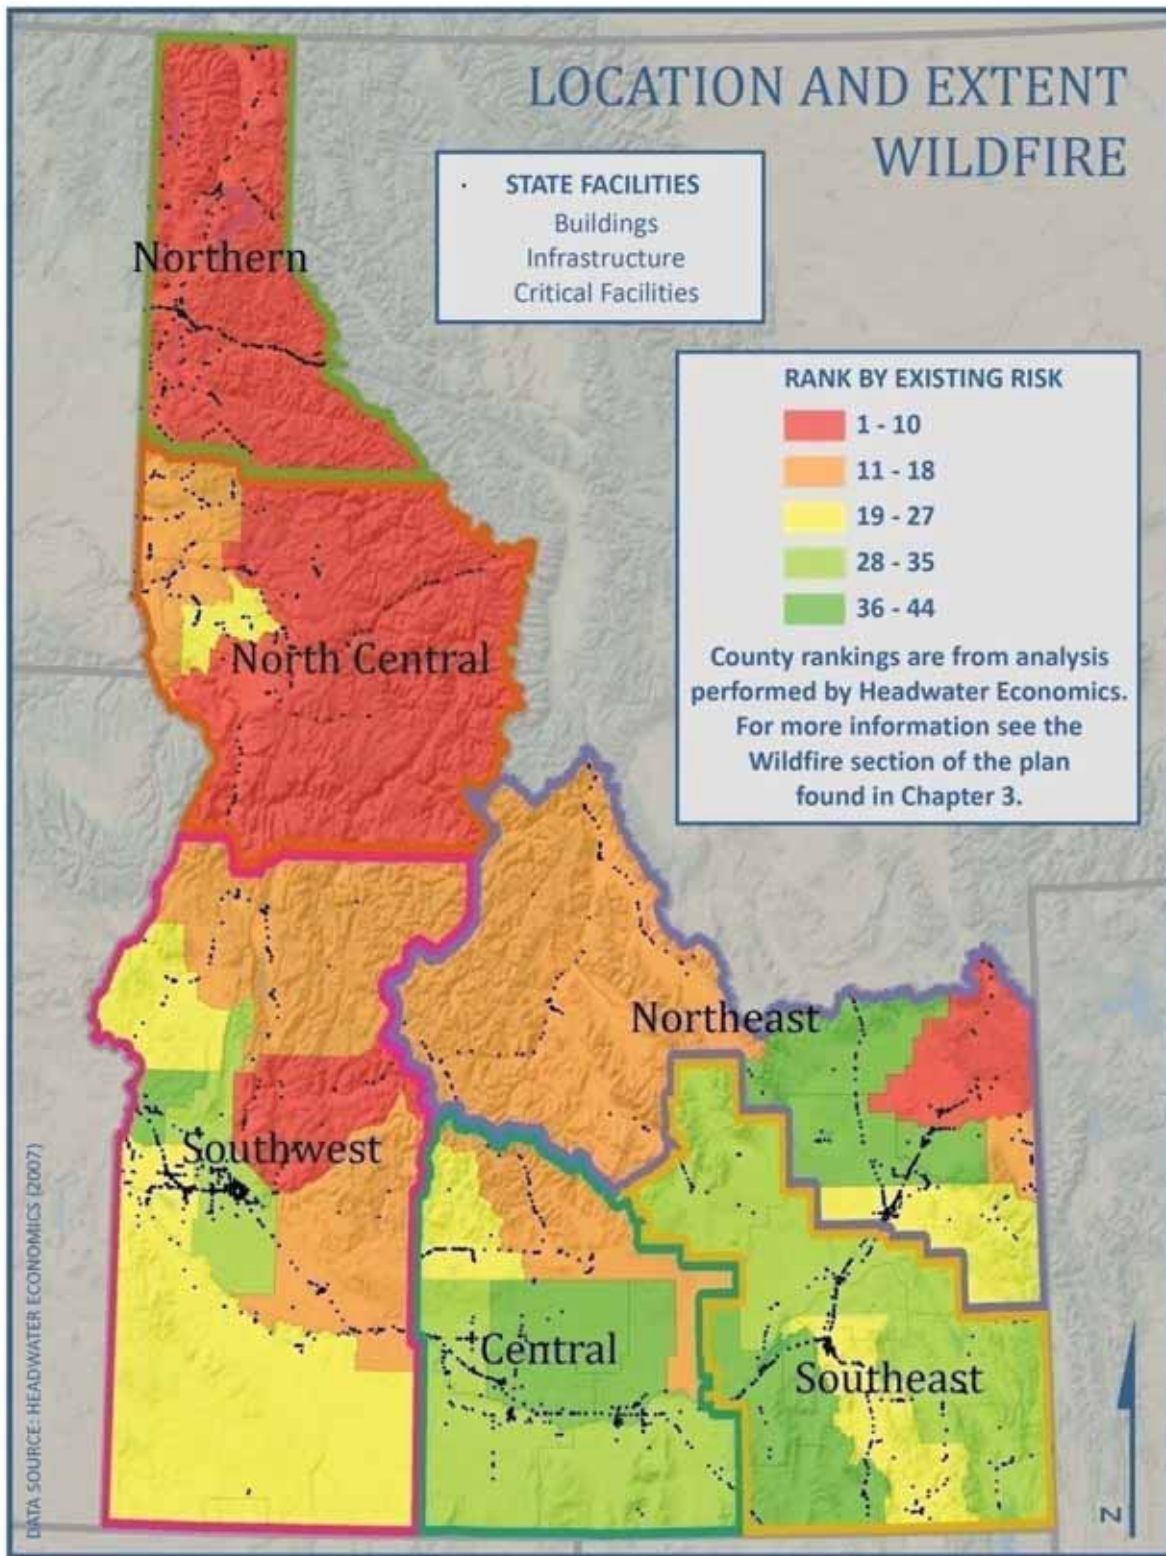 LOCATION AND EXTENT
WILDFIRE
STATE FACILITIES
Buildings
Infrastructure
Critical Facilities
RANK BY EXISTING RISK
1 - 10
11 - 18
19 - 27
28 - 35
36 - 44
County rankings are from analysis
performed by Headwater Economics.
For more information see the
Wildfire section of the plan
found in Chapter 3.
Northern
North Central
Northeast
Southwest
Central
Southeast
DATA SOURCE: HEADWATER ECONOMICS (2007)
N